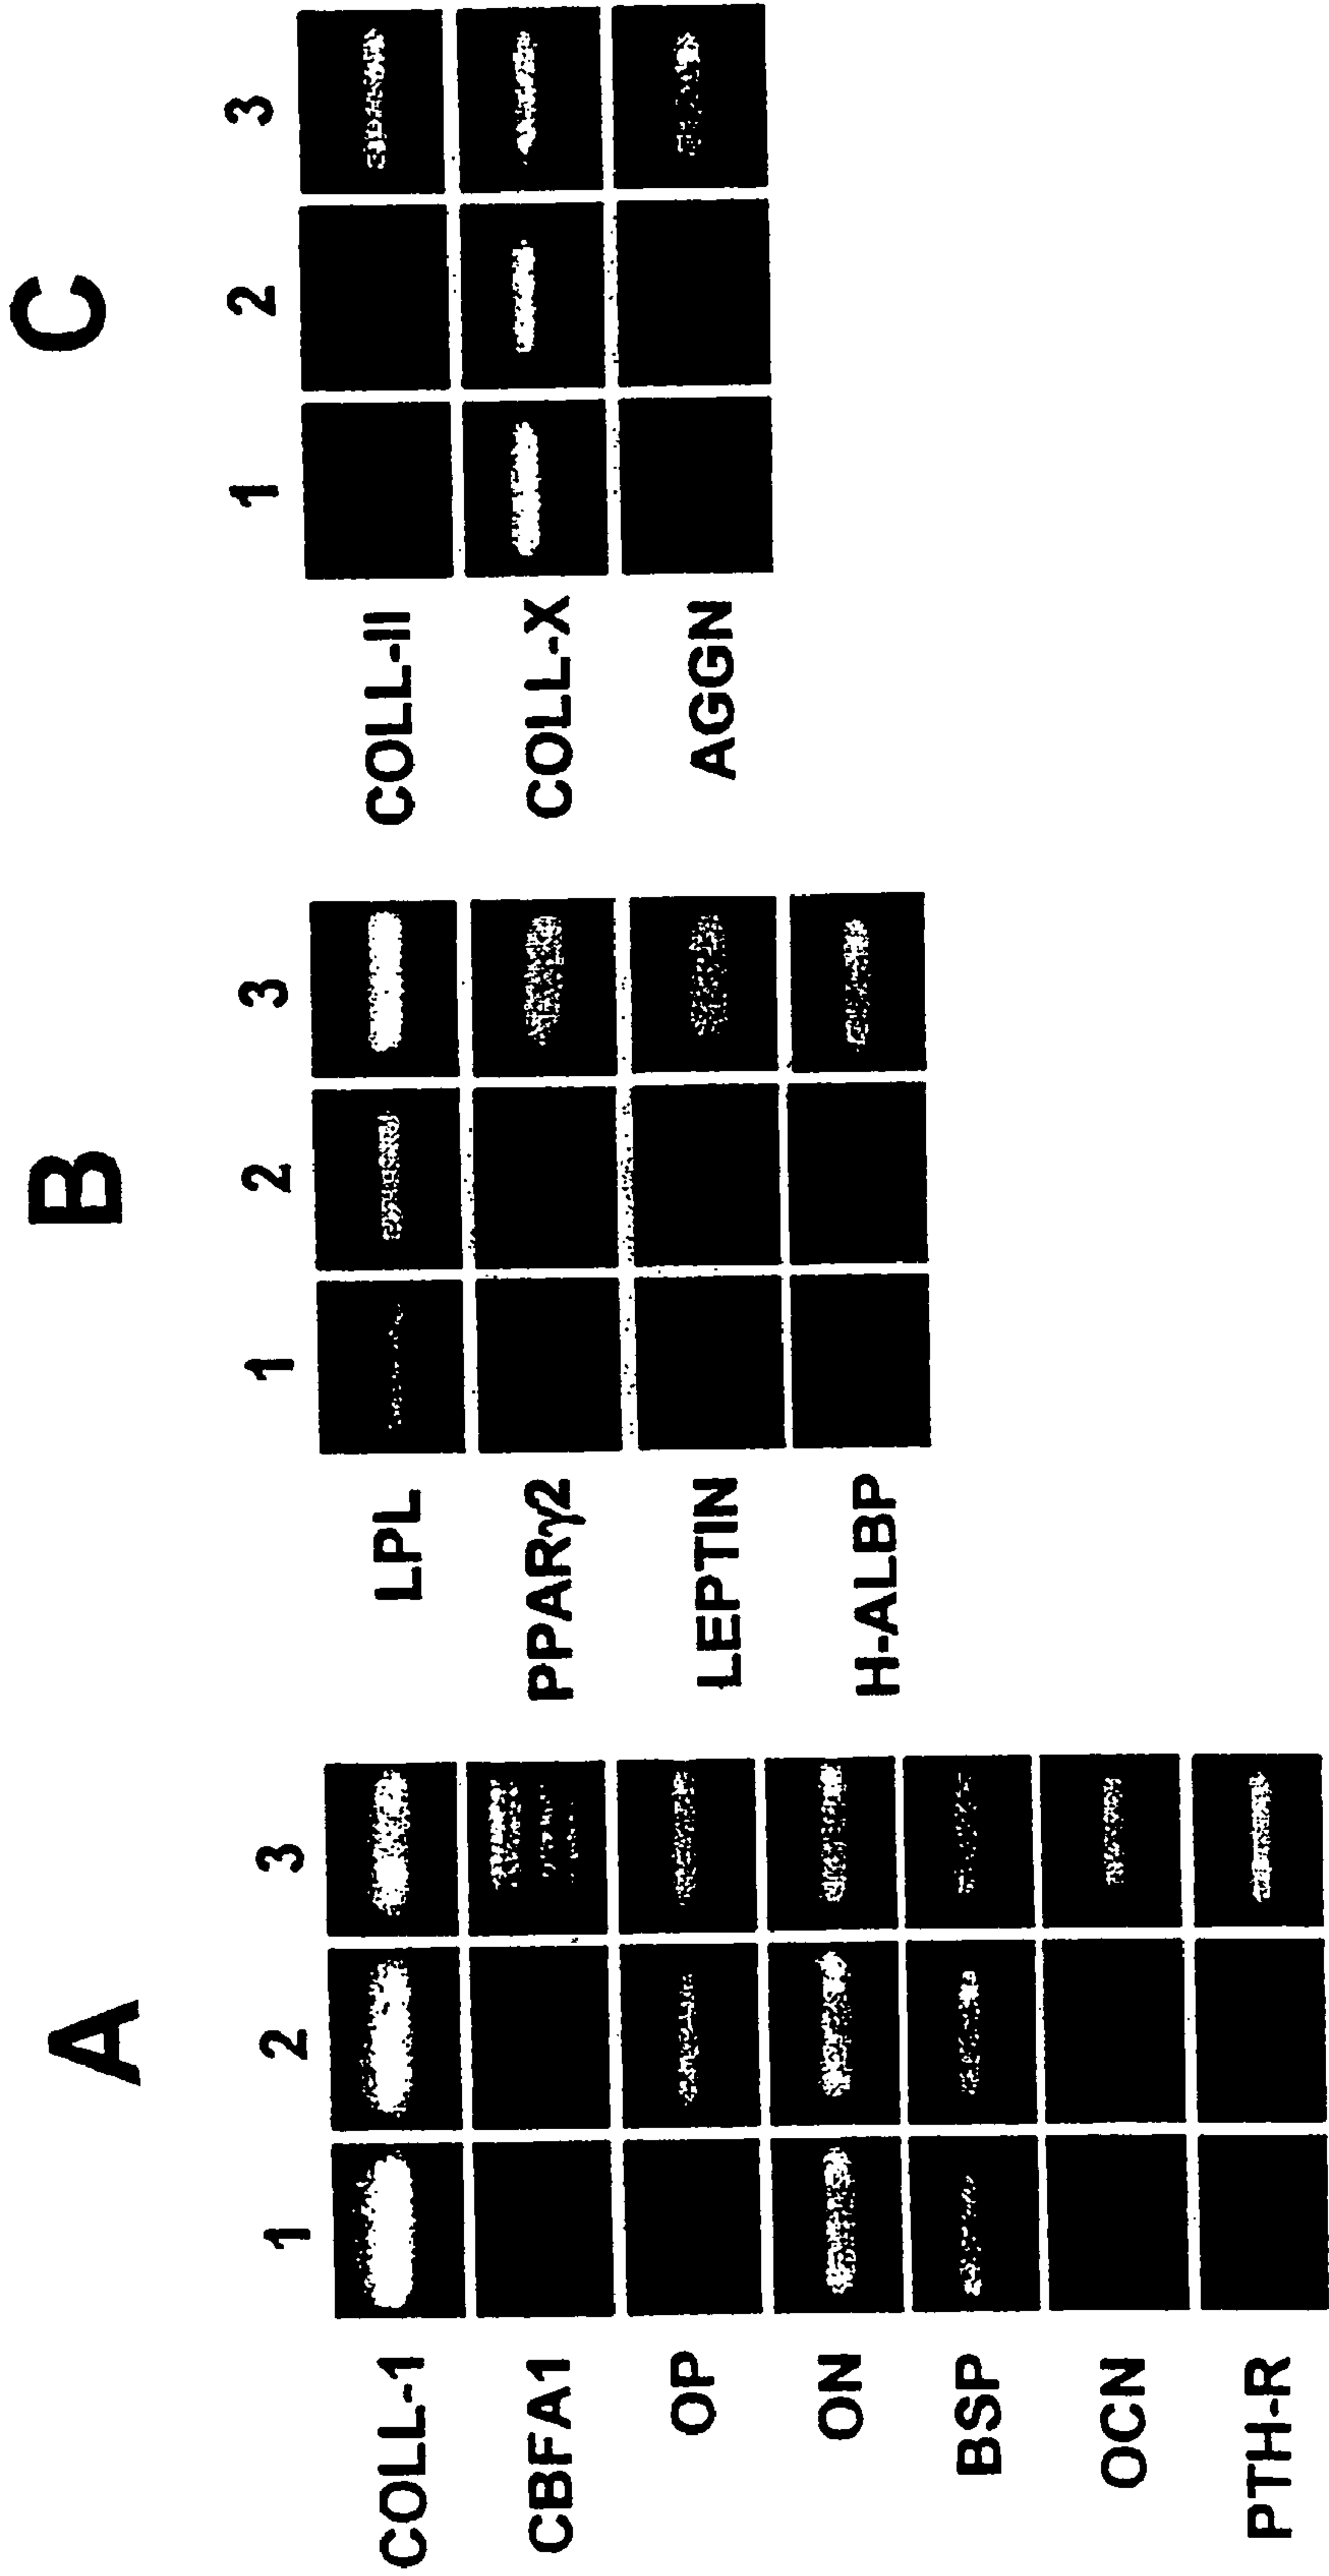 A
1 2 3
COLL-1
CBFA1
OP
ON
BSP
OCN
PTH-R
B
1 2 3
LPL
PPARγ2
LEPTIN
H-ALBP
C
1 2 3
COLL-II
COLL-X
AGGN